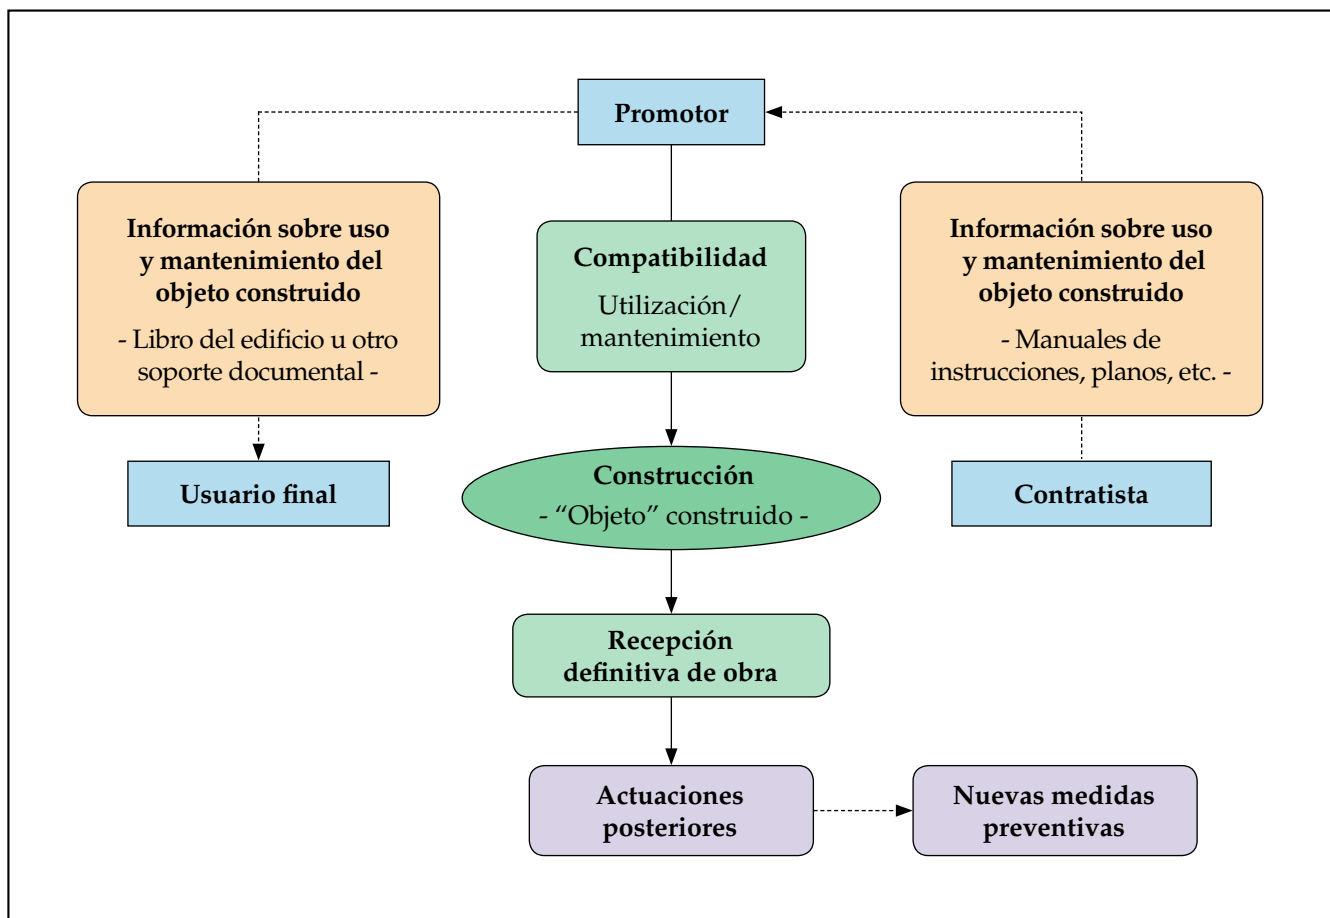 Promotor
Información sobre uso
y mantenimiento del
objeto construido
- Libro del edificio u otro
soporte documental -
Compatibilidad
Utilización/
mantenimiento
Información sobre uso
y mantenimiento del
objeto construido
- Manuales de
instrucciones, planos, etc. -
Usuario final
Construcción
- “Objeto” construido -
Contratista
Recepción
definitiva de obra
Actuaciones
posteriores
Nuevas medidas
preventivas